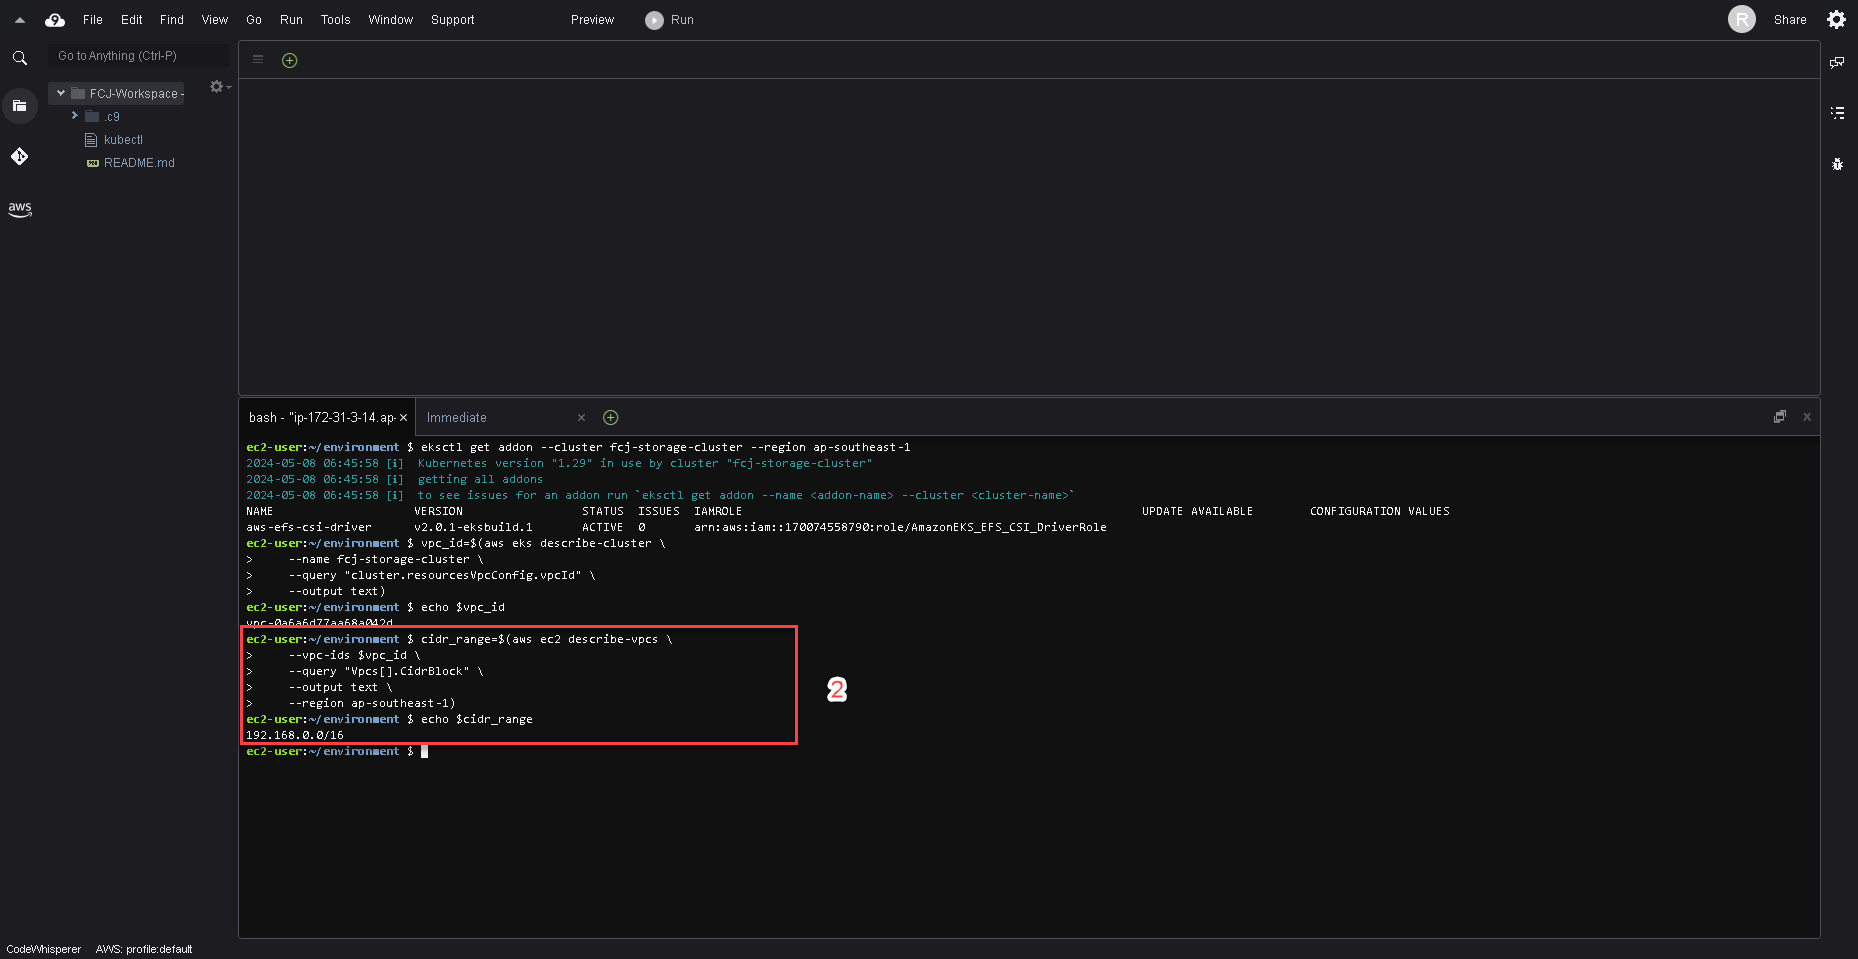 File Edit Find View Go Run Tools Window Support Preview Run R Share
Go to Anything (Ctrl-P)
FCJ-Workspace -
.c9
kubectl
README.md
aws
bash - "ip-172-31-3-14.ap- Immediate
ec2-user:~/environment $ eksctl get addon --cluster fcj-storage-cluster --region ap-southeast-1
2024-05-08 06:45:58 [i]  Kubernetes version "1.29" in use by cluster "fcj-storage-cluster"
2024-05-08 06:45:58 [i]  getting all addons
2024-05-08 06:45:58 [i]  to see issues for an addon run `eksctl get addon --name <addon-name> --cluster <cluster-name>`
NAME VERSION STATUS ISSUES IAMROLE UPDATE AVAILABLE CONFIGURATION VALUES
aws-efs-csi-driver v2.0.1-eksbuild.1 ACTIVE 0 arn:aws:iam::170074558790:role/AmazonEKS_EFS_CSI_DriverRole
ec2-user:~/environment $ vpc_id=$(aws eks describe-cluster \
>     --name fcj-storage-cluster \
>     --query "cluster.resourcesVpcConfig.vpcId" \
>     --output text)
ec2-user:~/environment $ echo $vpc_id
vpc-0a6a6d77aa68a042d
ec2-user:~/environment $ cidr_range=$(aws ec2 describe-vpcs \
>     --vpc-ids $vpc_id \
>     --query "Vpcs[].CidrBlock" \
>     --output text \
>     --region ap-southeast-1)
ec2-user:~/environment $ echo $cidr_range
192.168.0.0/16
ec2-user:~/environment $
2
CodeWhisperer AWS: profile:default